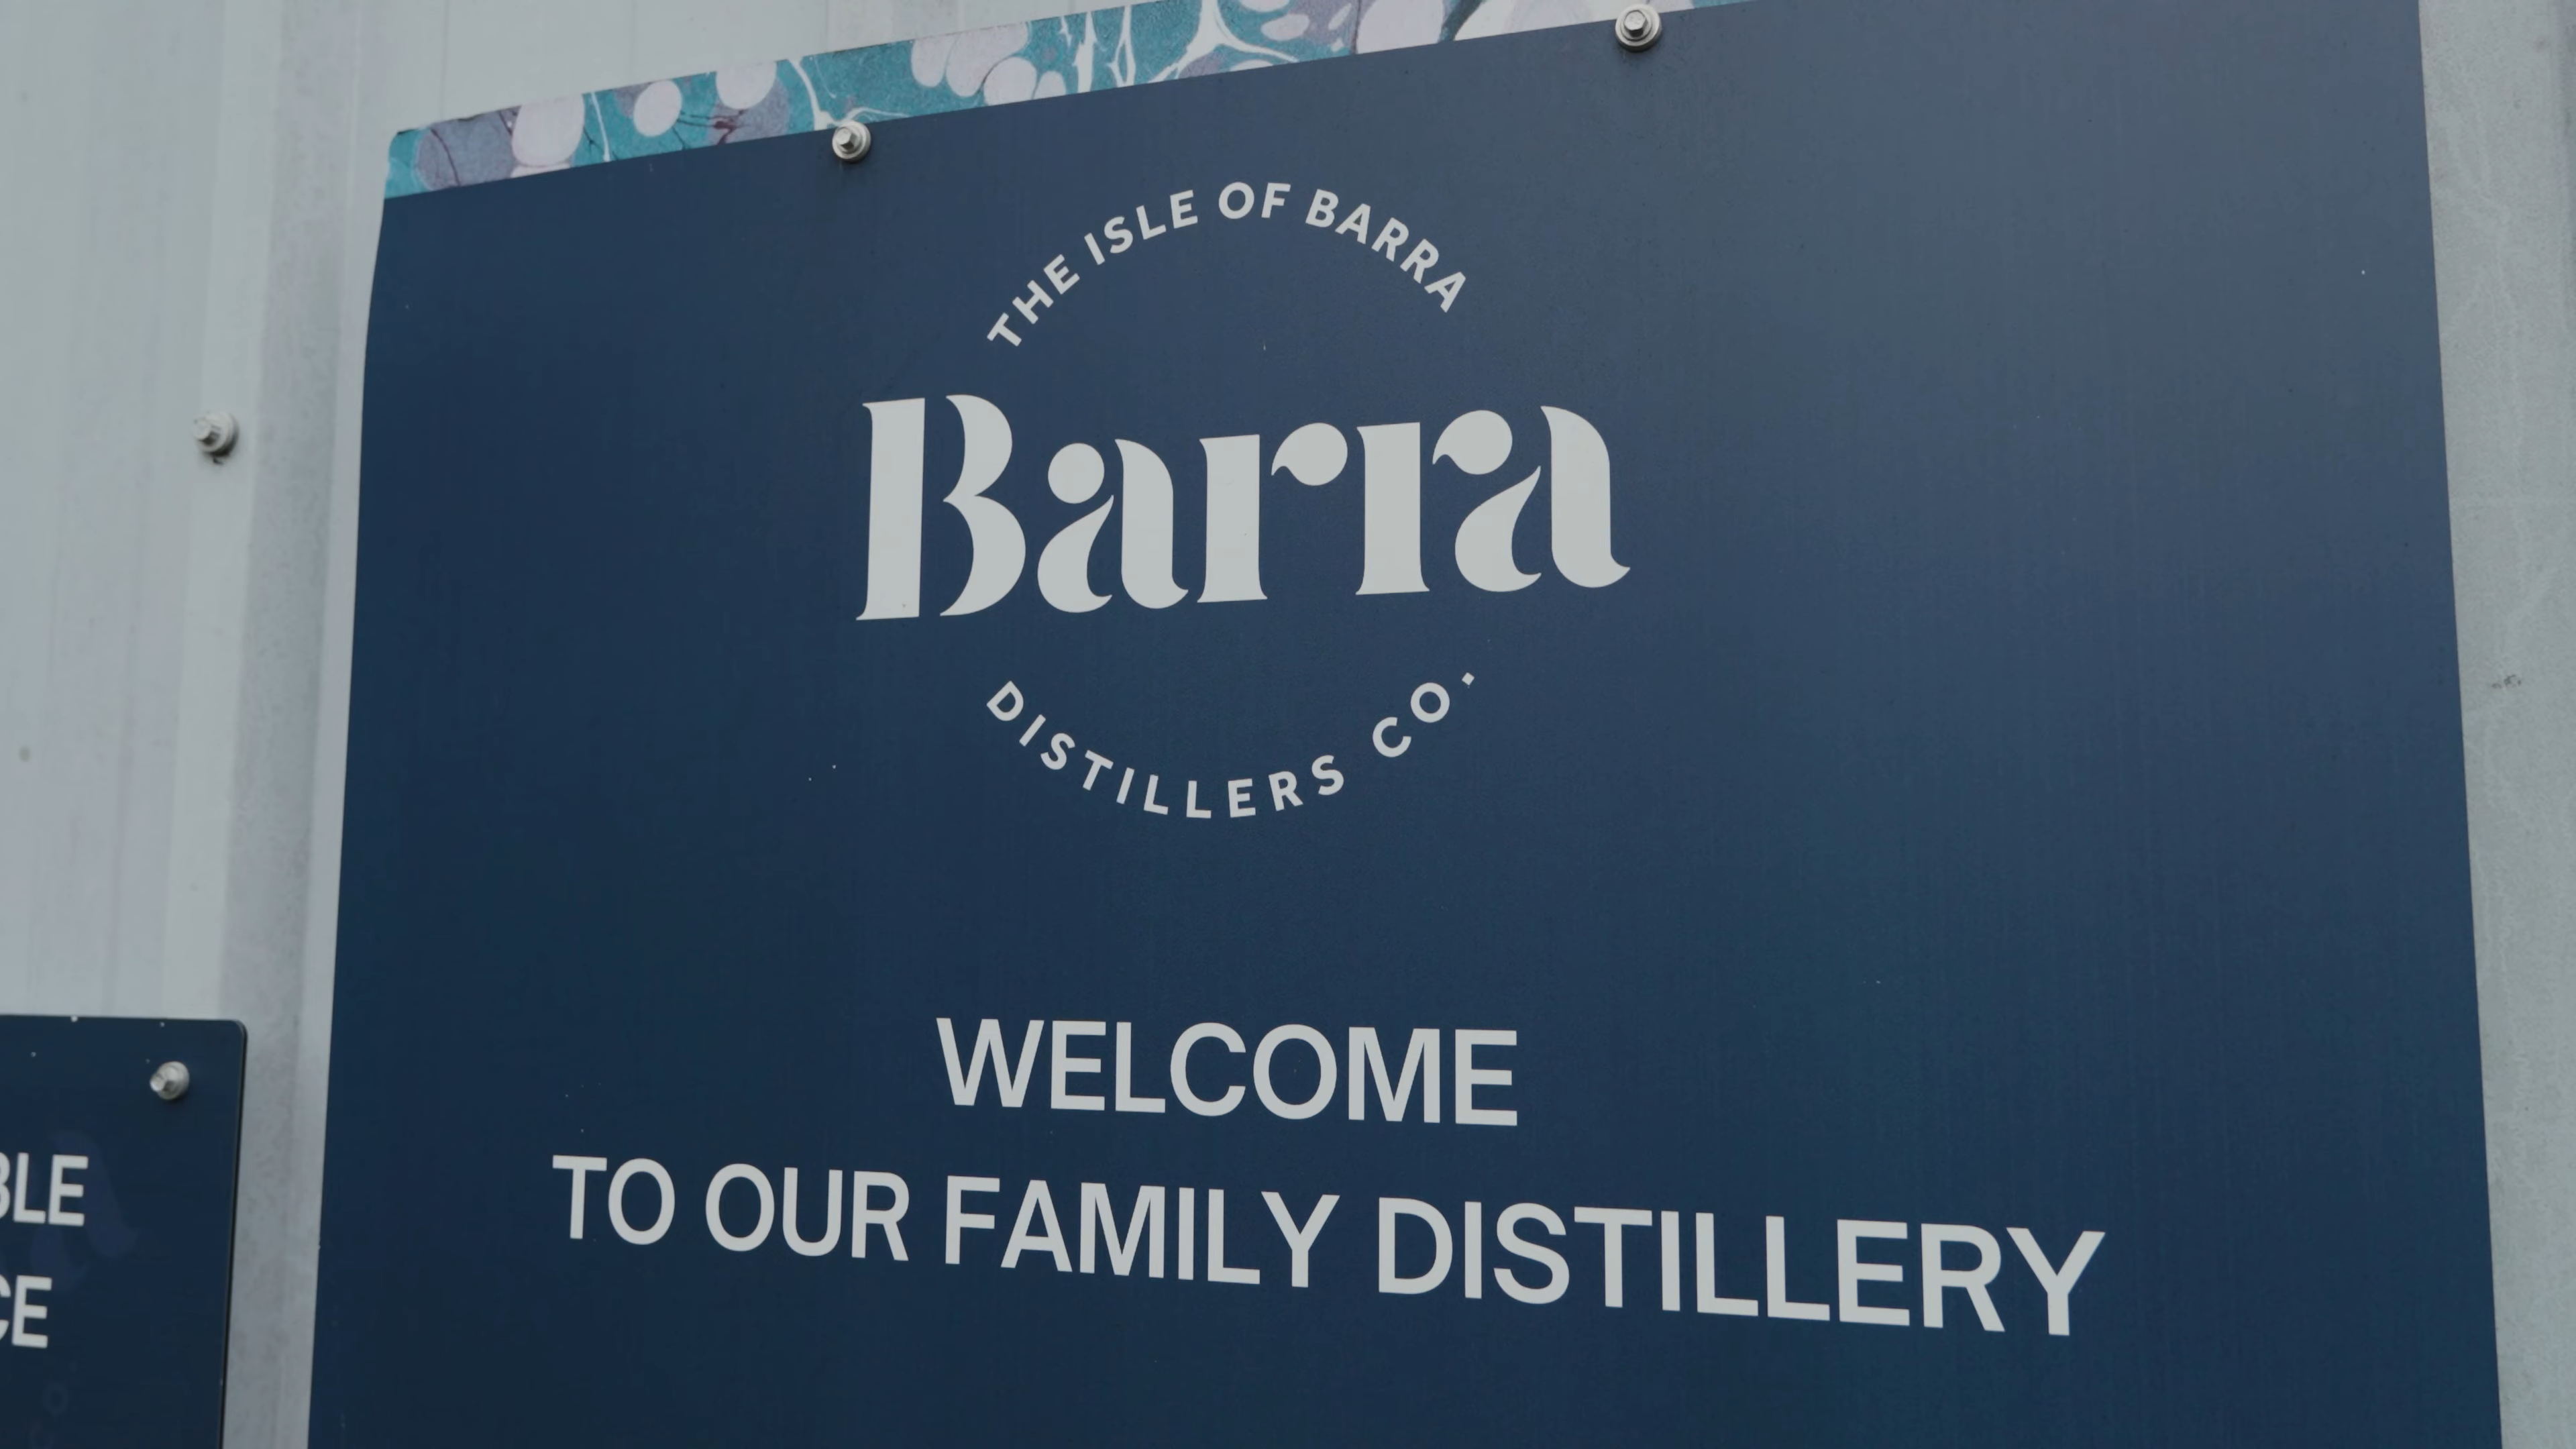 THE ISLE OF BARRA
Barra
DISTILLERS CO.
WELCOME
TO OUR FAMILY DISTILLERY